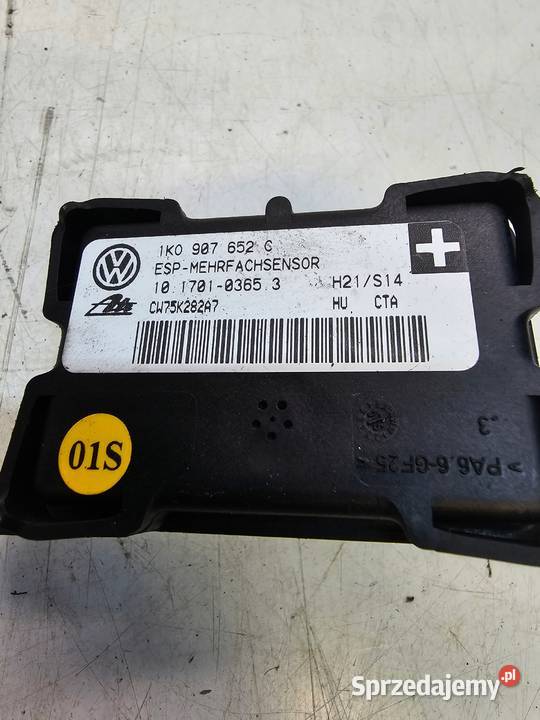 1K0 907 652 C
ESP-MEHRFACHSENSOR
10.1701-0365.3 H21/S14
Ate CW75K282A7 HU CTA
01S
.3
>PA6.6-GF25<
Sprzedajemy.pl